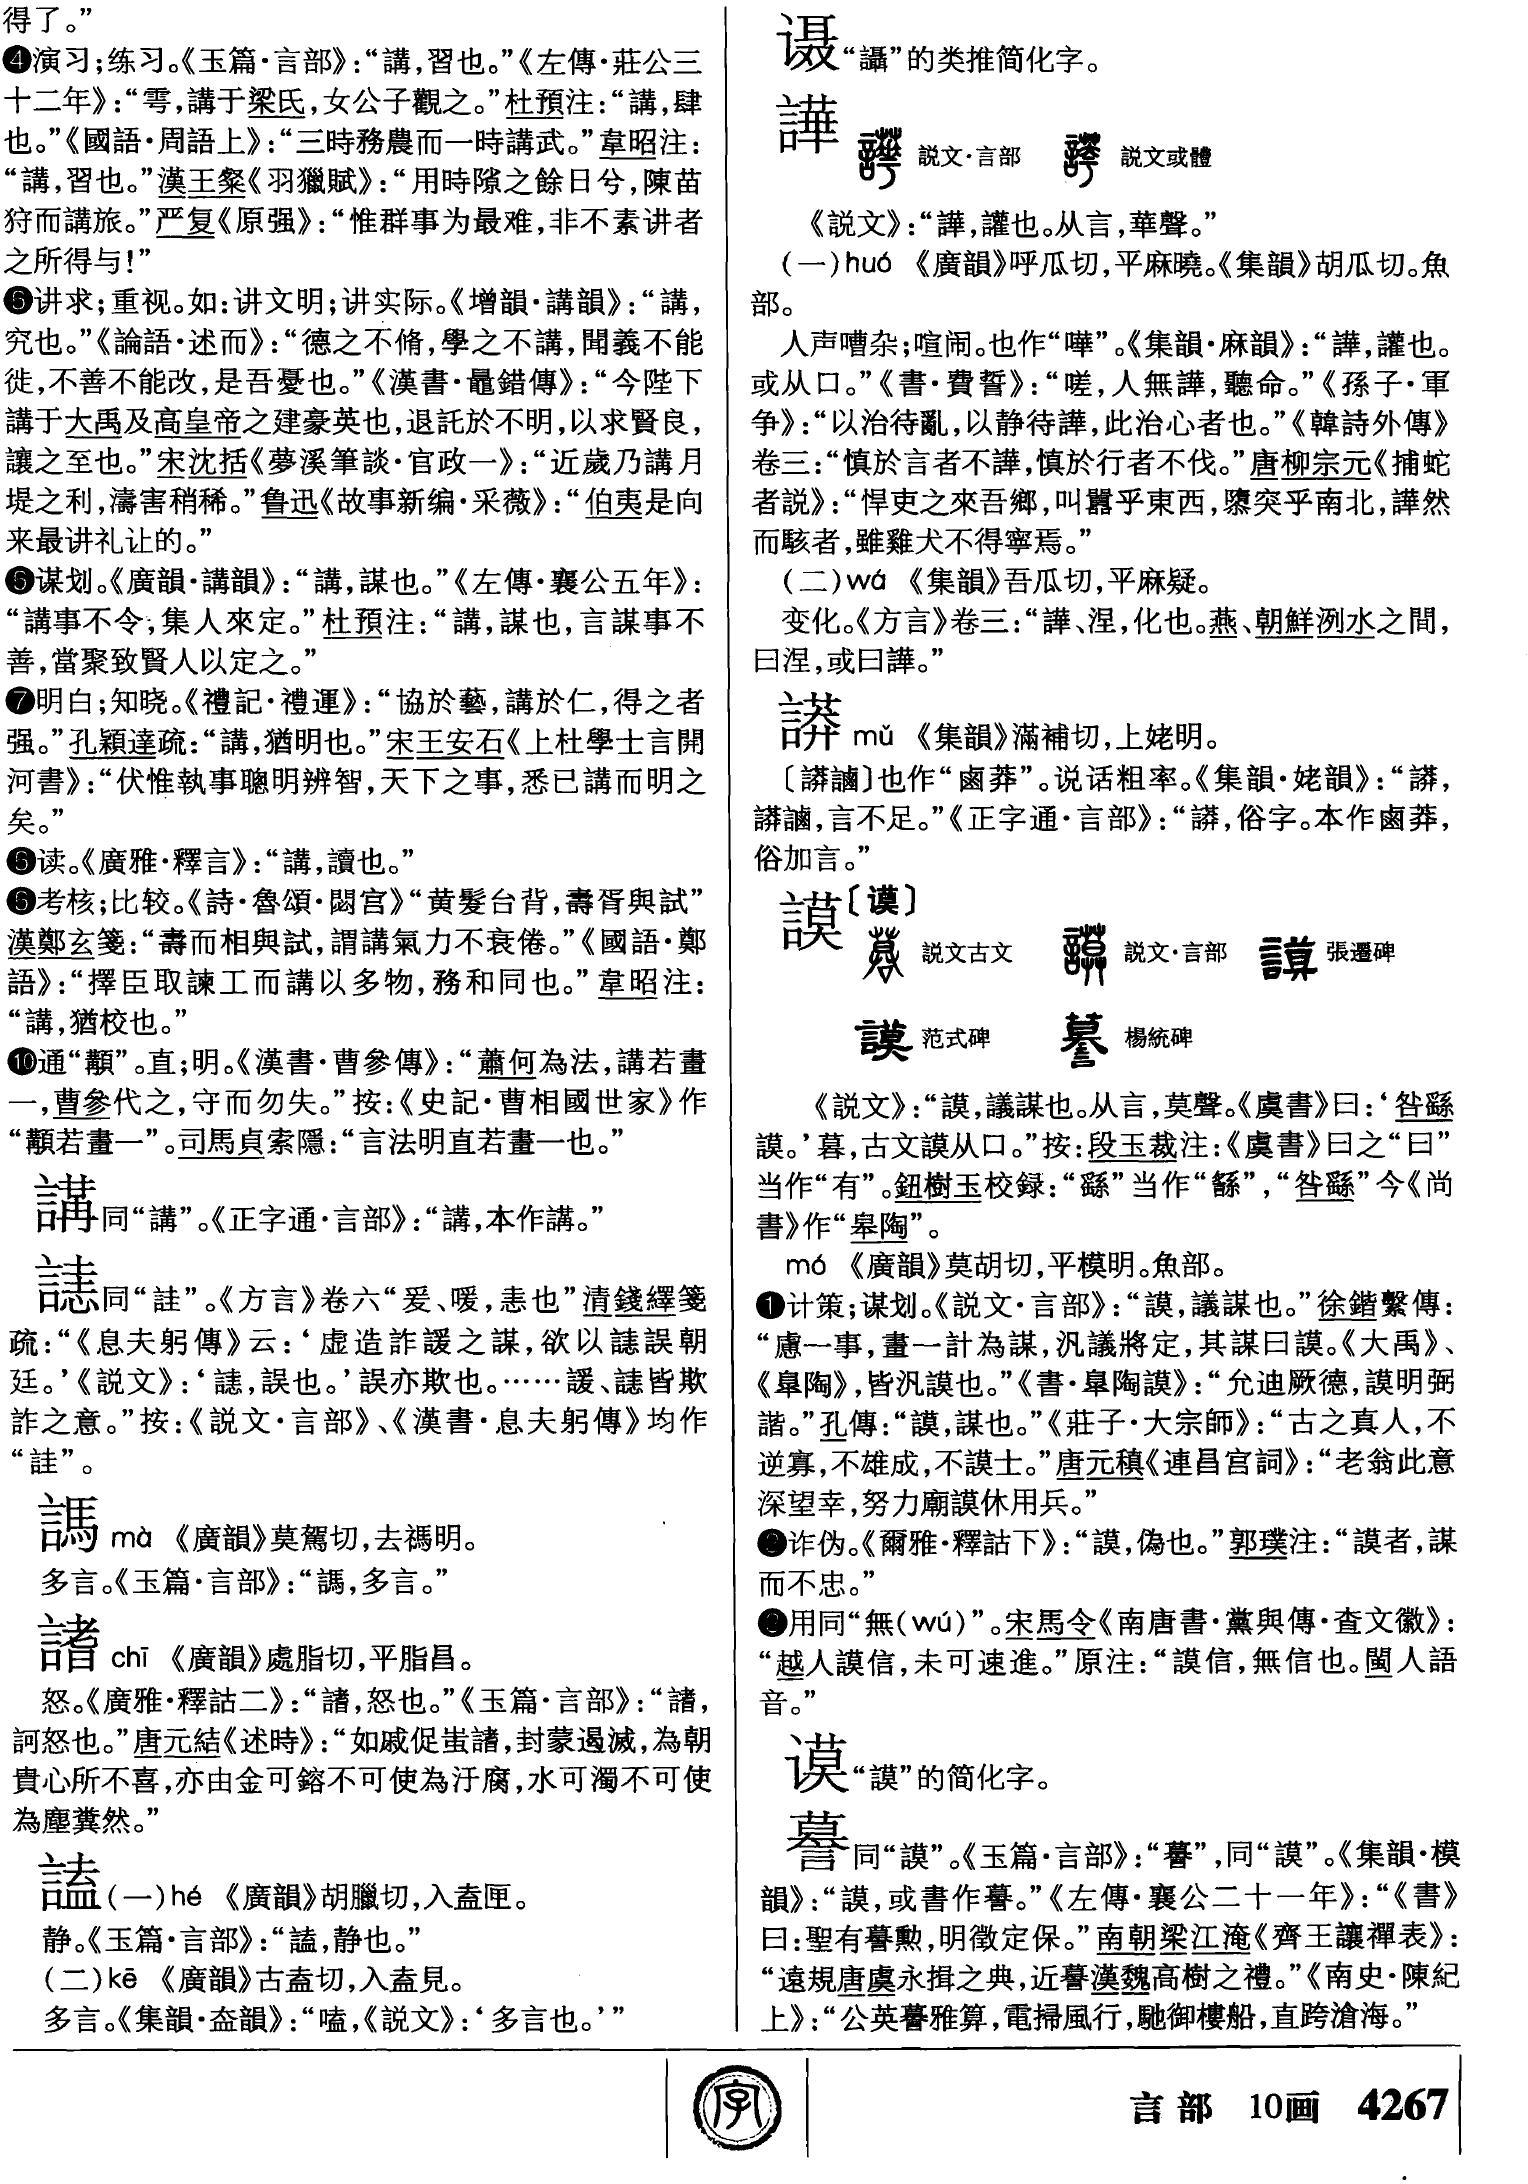 得了。”
❹演习；练习。《玉篇·言部》：“講，習也。”《左傳·莊公三
十二年》：“雩，講于梁氏，女公子觀之。”杜預注：“講，肆
也。”《國語·周語上》：“三時務農而一時講武。”韋昭注：
“講，習也。”漢王粲《羽獵賦》：“用時隙之餘日兮，陳苗
狩而講旅。”严复《原强》：“惟群事为最难，非不素讲者
之所得与！”
❺讲求；重视。如：讲文明；讲实际。《增韻·講韻》：“講，
究也。”《論語·述而》：“德之不脩，學之不講，聞義不能
徙，不善不能改，是吾憂也。”《漢書·鼂錯傳》：“今陛下
講于大禹及高皇帝之建豪英也，退託於不明，以求賢良，
讓之至也。”宋沈括《夢溪筆談·官政一》：“近歲乃講月
堤之利，濤害稍稀。”鲁迅《故事新编·采薇》：“伯夷是向
来最讲礼让的。”
❻谋划。《廣韻·講韻》：“講，謀也。”《左傳·襄公五年》：
“講事不令，集人來定。”杜預注：“講，謀也，言謀事不
善，當聚致賢人以定之。”
❼明白；知晓。《禮記·禮運》：“協於藝，講於仁，得之者
强。”孔穎達疏：“講，猶明也。”宋王安石《上杜學士言開
河書》：“伏惟執事聰明辨智，天下之事，悉已講而明之
矣。”
❻读。《廣雅·釋言》：“講，讀也。”
❻考核；比较。《詩·魯頌·閟宫》“黄髮台背，壽胥與試”
漢鄭玄箋：“壽而相與試，謂講氣力不衰倦。”《國語·鄭
語》：“擇臣取諫工而講以多物，務和同也。”韋昭注：
“講，猶校也。”
❿通“顜”。直；明。《漢書·曹參傳》：“蕭何為法，講若畫
一，曹參代之，守而勿失。”按：《史記·曹相國世家》作
“顜若畫一”。司馬貞索隱：“言法明直若畫一也。”
同“講”。《正字通·言部》：“講，本作講。”
𧪾同“詿”。《方言》卷六“爰、嗳，恚也”清錢繹箋
疏：“《息夫躬傳》云：‘虚造詐諼之謀，欲以誤朝
廷。’《説文》：‘，誤也。’誤亦欺也。……諼、皆欺
詐之意。”按：《説文·言部》、《漢書·息夫躬傳》均作
“詿”。
䣕 mà 《廣韻》莫駕切，去禡明。
多言。《玉篇·言部》：“，多言。”
chī 《廣韻》處脂切，平脂昌。
怒。《廣雅·釋詁二》：“，怒也。”《玉篇·言部》：“，
訶怒也。”唐元結《述時》：“如戚促蚩，封蒙遏滅，為朝
貴心所不喜，亦由金可鎔不可使為汙腐，水可濁不可使
為塵糞然。”
謚(一)hé 《廣韻》胡臘切，入盍匣。
静。《玉篇·言部》：“，静也。”
(二)kē 《廣韻》古盍切，入盍見。
多言。《集韻·盇韻》：“嗑，《説文》：‘多言也。’”
谒“讘”的类推简化字。
譁 説文·言部 説文或體
《説文》：“譁，讙也。从言，華聲。”
(一)huó 《廣韻》呼瓜切，平麻曉。《集韻》胡瓜切。魚
部。
人声嘈杂；喧闹。也作“嘩”。《集韻·麻韻》：“譁，讙也。
或从口。”《書·費誓》：“嗟，人無譁，聽命。”《孫子·軍
争》：“以治待亂，以静待譁，此治心者也。”《韓詩外傳》
卷三：“慎於言者不譁，慎於行者不伐。”唐柳宗元《捕蛇
者説》：“悍吏之來吾鄉，叫囂乎東西，隳突乎南北，譁然
而駭者，雖雞犬不得寧焉。”
(二)wá 《集韻》吾瓜切，平麻疑。
变化。《方言》卷三：“譁、涅，化也。燕、朝鮮洌水之間，
曰涅，或曰譁。”
mǔ 《集韻》滿補切，上姥明。
也作“鹵莽”。说话粗率。《集韻·姥韻》：“，
，言不足。”《正字通·言部》：“，俗字。本作鹵莽，
俗加言。”
謨〔谟〕 説文古文 説文·言部 張遷碑
范式碑 楊統碑
《説文》：“謨，議謀也。从言，莫聲。《虞書》曰：‘咎繇
謨。’暮，古文謨从口。”按：段玉裁注：《虞書》曰之“曰”
当作“有”。鈕樹玉校録：“繇”当作“䌛”，“咎繇”今《尚
書》作“皋陶”。
mó 《廣韻》莫胡切，平模明。魚部。
❶计策；谋划。《説文·言部》：“謨，議謀也。”徐鍇繫傳：
“慮一事，畫一計為謀，汎議將定，其謀曰謨。《大禹》、
《皋陶》，皆汎謨也。”《書·皋陶謨》：“允迪厥德，謨明弼
諧。”孔傳：“謨，謀也。”《莊子·大宗師》：“古之真人，不
逆寡，不雄成，不謨士。”唐元稹《連昌宫詞》：“老翁此意
深望幸，努力廟謨休用兵。”
❷诈伪。《爾雅·釋詁下》：“謨，偽也。”郭璞注：“謨者，謀
而不忠。”
❷用同“無(wú)”。宋馬令《南唐書·黨與傳·查文徽》：
“越人謨信，未可速進。”原注：“謨信，無信也。閩人語
音。”
谟“謨”的简化字。
暮同“謨”。《玉篇·言部》：“謩”，同“謨”。《集韻·模
韻》：“謨，或書作謩。”《左傳·襄公二十一年》：“《書》
曰：聖有謩勲，明徵定保。”南朝梁江淹《齊王讓禪表》：
“遠規唐虞永揖之典，近謩漢魏高樹之禮。”《南史·陳紀
上》：“公英謩雅算，電掃風行，馳御樓船，直跨滄海。”
字
言部 10画 4267